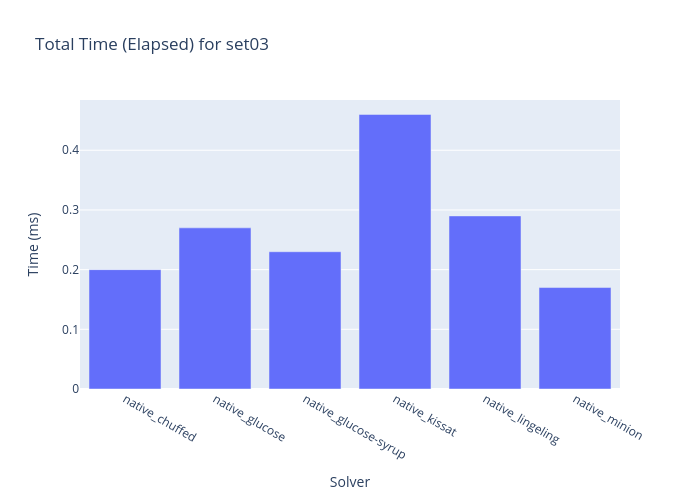 Total Time (Elapsed) for set03
Time (ms)
0.4
0.3
0.2
0.1
0
native_chuffed
native_glucose
native_glucose-syrup
native_kissat
native_lingeling
native_minion
Solver